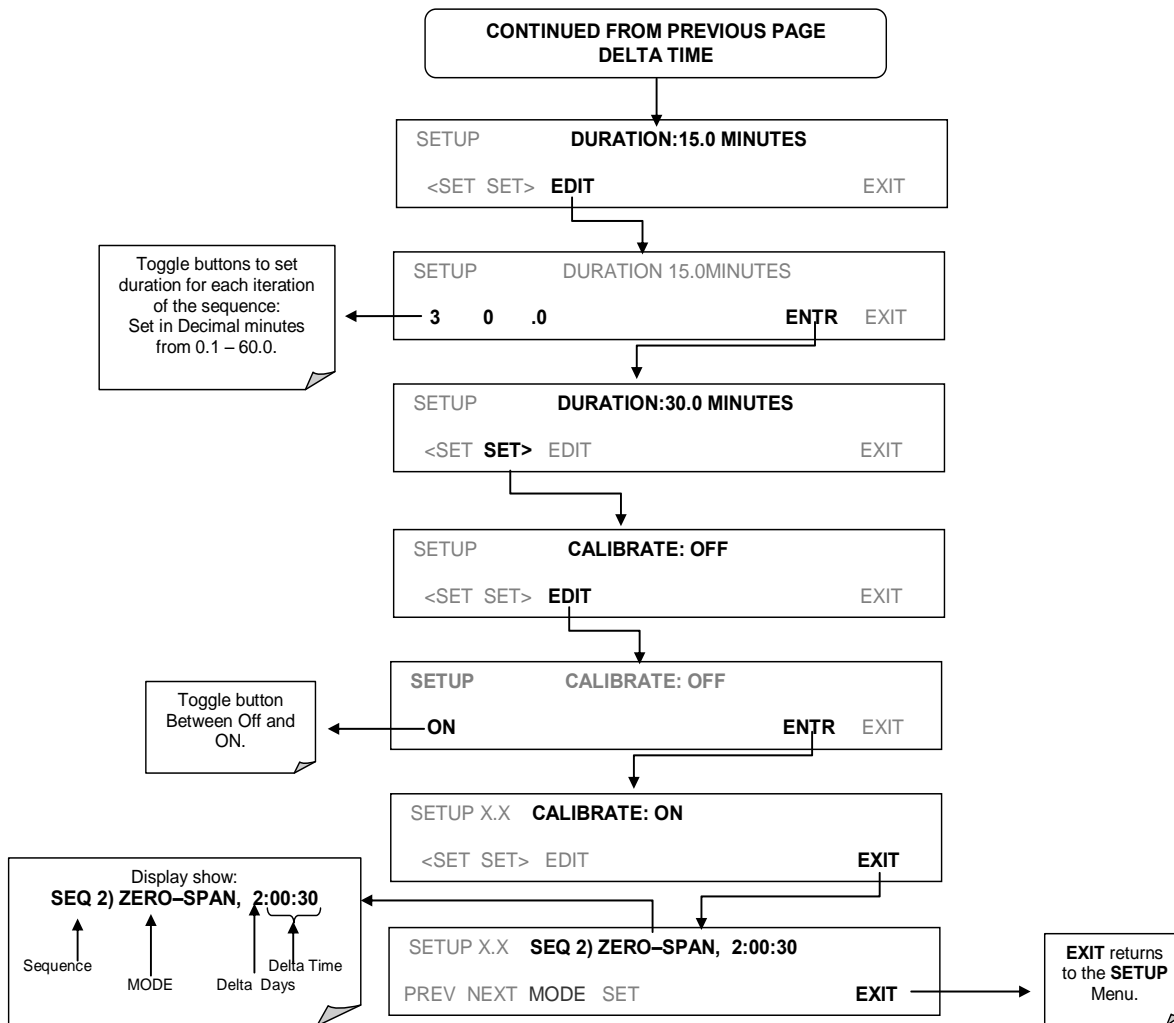 CONTINUED FROM PREVIOUS PAGE
DELTA TIME
SETUP DURATION:15.0 MINUTES
<SET SET> EDIT EXIT
Toggle buttons to set
duration for each iteration
of the sequence:
Set in Decimal minutes
from 0.1 – 60.0.
SETUP DURATION 15.0MINUTES
3 0 .0 ENTR EXIT
SETUP DURATION:30.0 MINUTES
<SET SET> EDIT EXIT
SETUP CALIBRATE: OFF
<SET SET> EDIT EXIT
Toggle button
Between Off and
ON.
SETUP CALIBRATE: OFF
ON ENTR EXIT
SETUP X.X CALIBRATE: ON
<SET SET> EDIT EXIT
Display show:
SEQ 2) ZERO–SPAN, 2:00:30
Sequence
MODE
Delta Days
Delta Time
SETUP X.X SEQ 2) ZERO–SPAN, 2:00:30
PREV NEXT MODE SET EXIT
EXIT returns
to the SETUP
Menu.